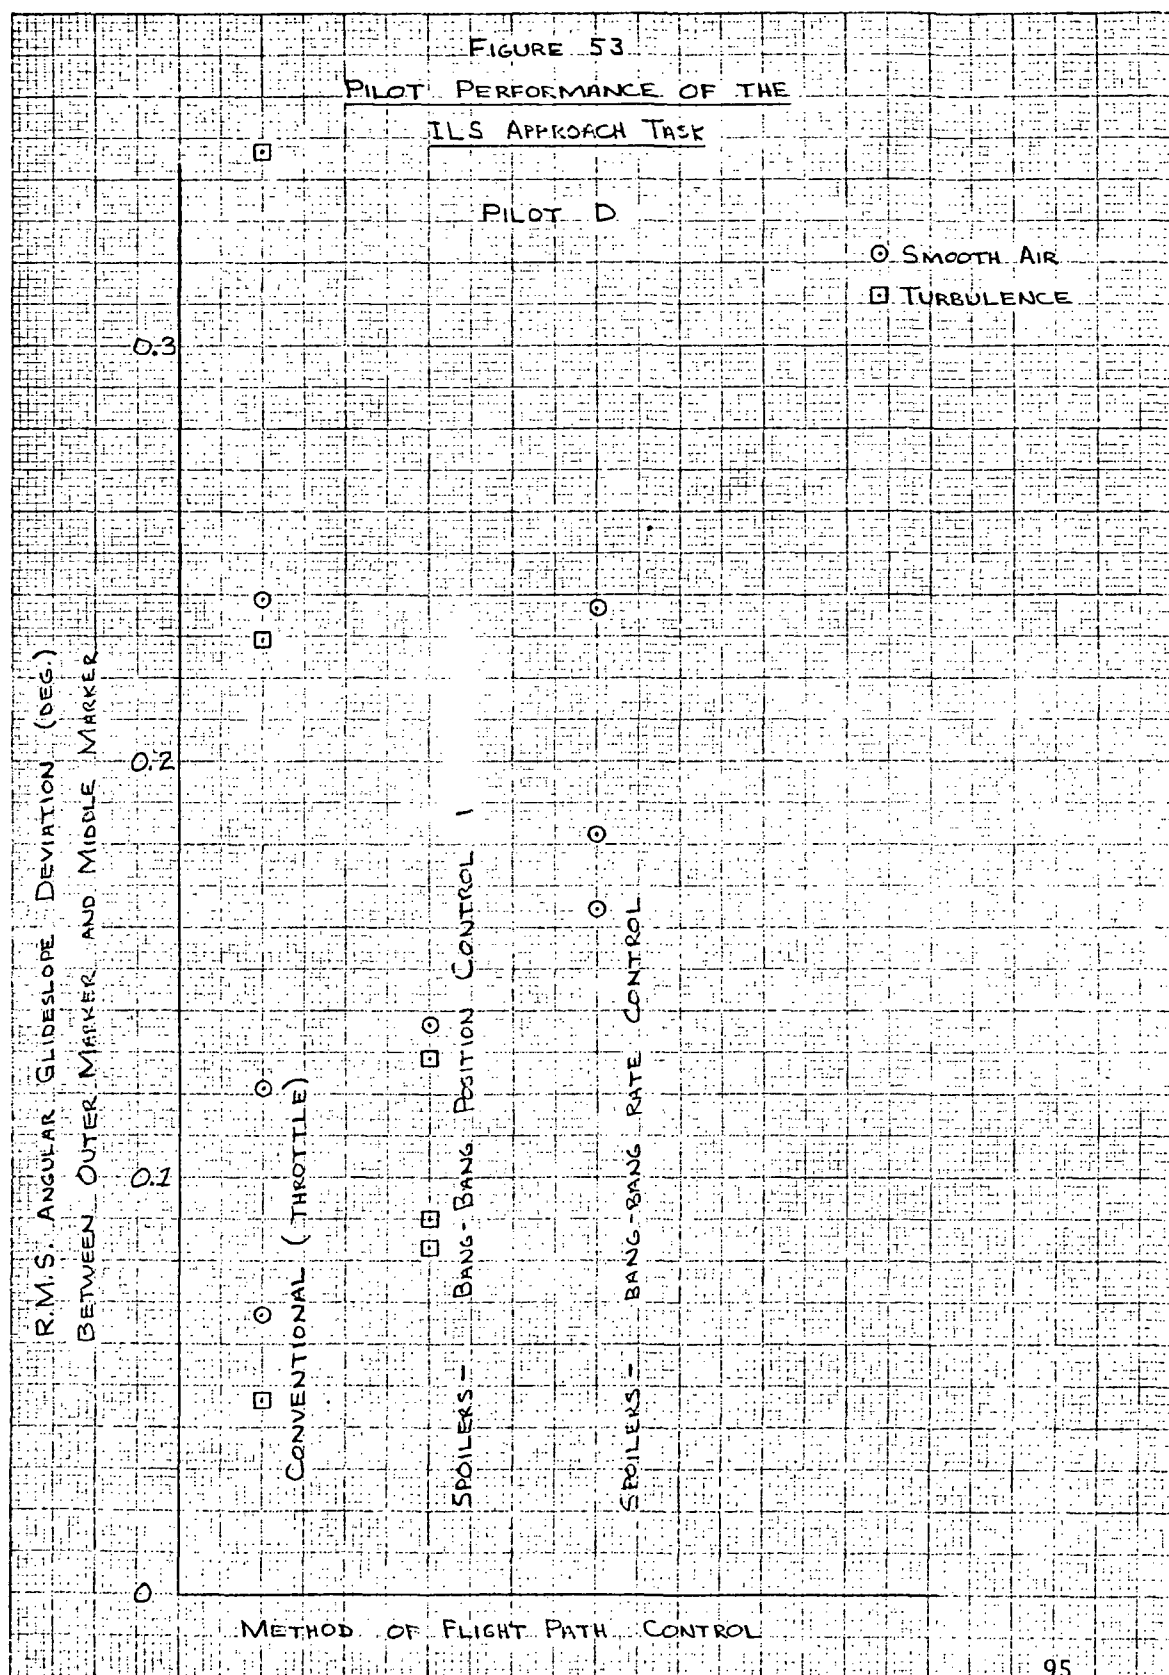 FIGURE 53
PILOT PERFORMANCE OF THE
ILS APPROACH TASK
PILOT D
SMOOTH AIR
TURBULENCE
0.3
0.2
0.1
0
R.M.S. ANGULAR GLIDESLOPE DEVIATION (DEG.)
BETWEEN OUTER MARKER AND MIDDLE MARKER
CONVENTIONAL (THROTTLE)
SPOILERS- BANG-BANG POSITION CONTROL 1
SPOILERS- BANG-BANG RATE CONTROL
METHOD OF FLIGHT PATH CONTROL
95